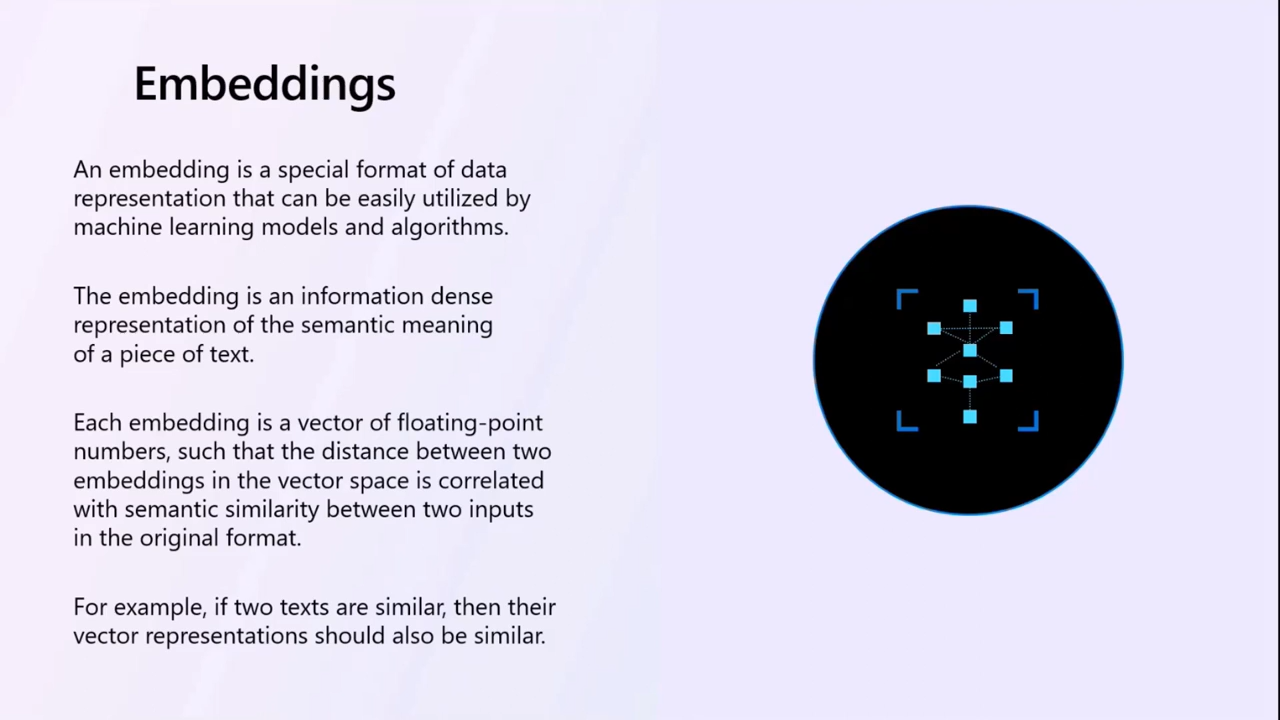 Embeddings
An embedding is a special format of data
representation that can be easily utilized by
machine learning models and algorithms.
The embedding is an information dense
representation of the semantic meaning
of a piece of text.
Each embedding is a vector of floating-point
numbers, such that the distance between two
embeddings in the vector space is correlated
with semantic similarity between two inputs
in the original format.
For example, if two texts are similar, then their
vector representations should also be similar.